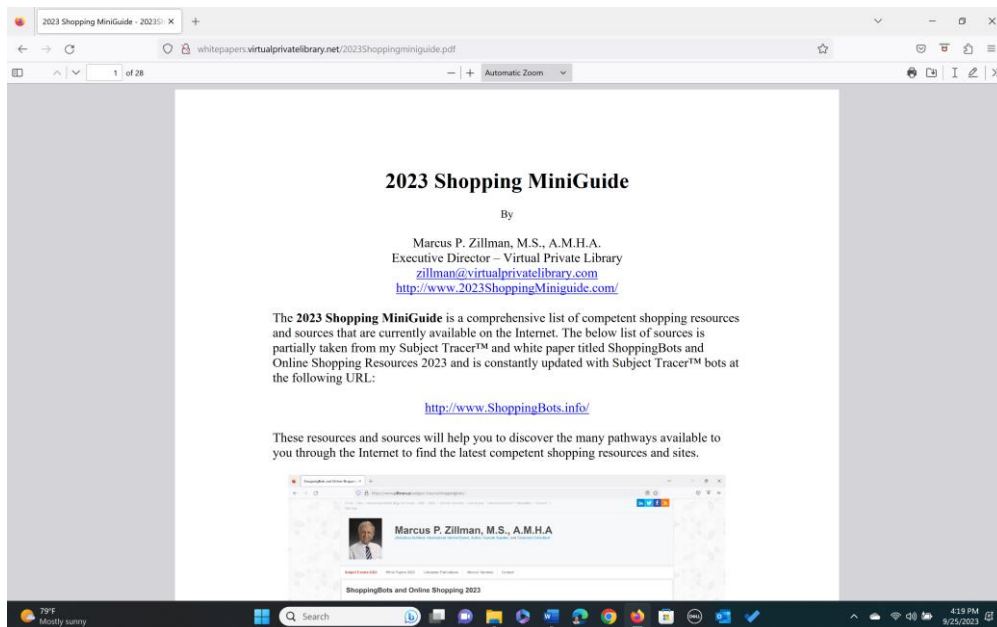 2023 Shopping MiniGuide - 2023S
whitepapers.virtualprivatelibrary.net/2023Shoppingminiguide.pdf
1 of 28
Automatic Zoom
2023 Shopping MiniGuide
By
Marcus P. Zillman, M.S., A.M.H.A.
Executive Director – Virtual Private Library
zillman@virtualprivatelibrary.com
http://www.2023ShoppingMiniguide.com/
The 2023 Shopping MiniGuide is a comprehensive list of competent shopping resources
and sources that are currently available on the Internet. The below list of sources is
partially taken from my Subject Tracer™ and white paper titled ShoppingBots and
Online Shopping Resources 2023 and is constantly updated with Subject Tracer™ bots at
the following URL:
http://www.ShoppingBots.info/
These resources and sources will help you to discover the many pathways available to
you through the Internet to find the latest competent shopping resources and sites.
Marcus P. Zillman, M.S., A.M.H.A
ShoppingBots and Online Shopping 2023
79°F
Mostly sunny
Search
4:19 PM
9/25/2023